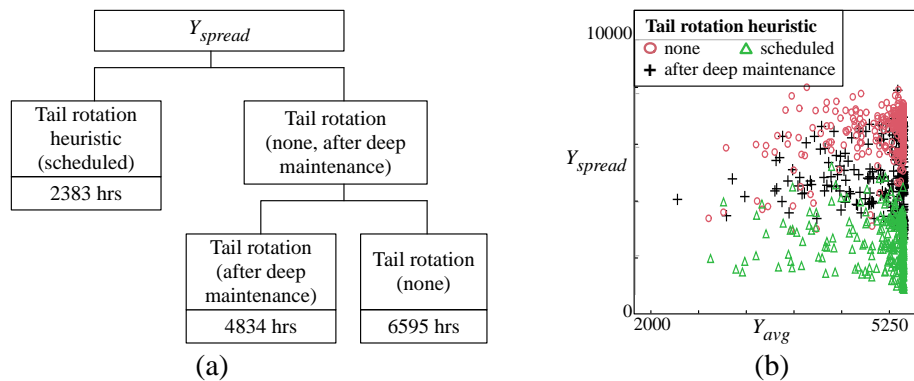 Y_spread
Tail rotation
heuristic
(scheduled)
2383 hrs
Tail rotation
(none, after deep
maintenance)
Tail rotation
(after deep
maintenance)
4834 hrs
Tail rotation
(none)
6595 hrs
(a)
10000
Tail rotation heuristic
none
scheduled
after deep maintenance
Y_spread
0
2000
Y_avg
5250
(b)